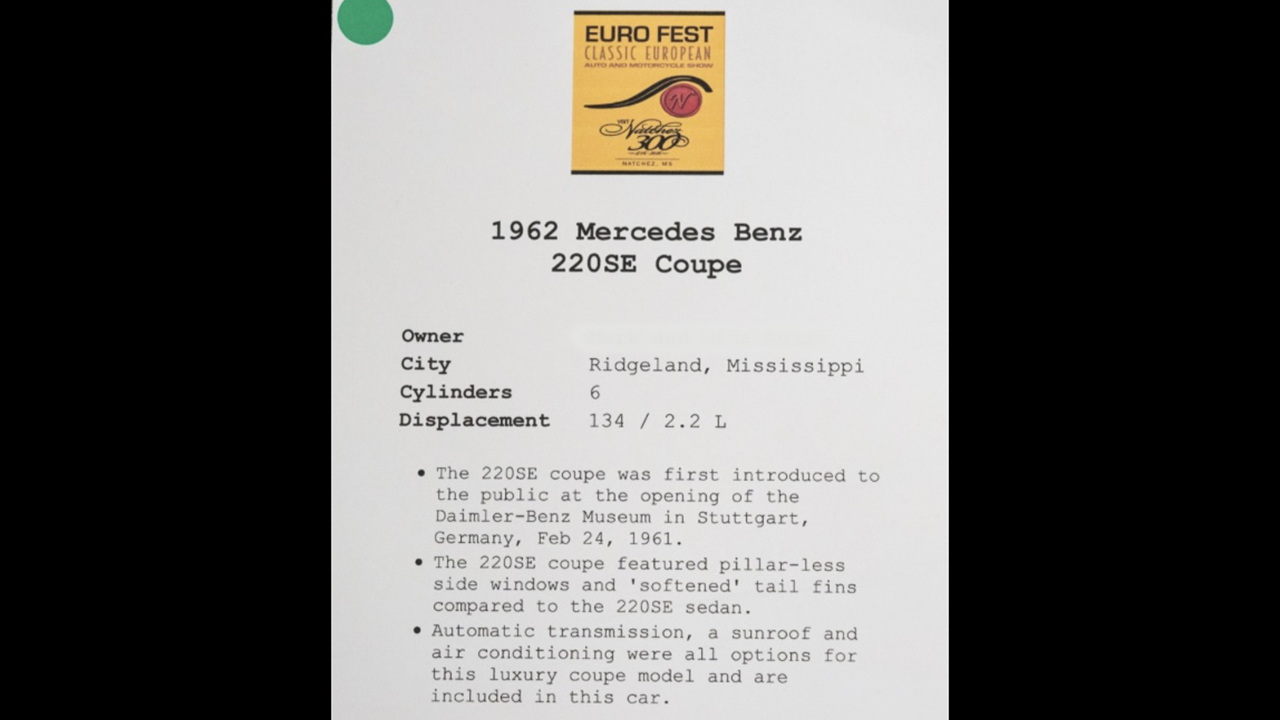 EURO FEST
CLASSIC EUROPEAN
AUTO AND MOTORCYCLE SHOW
N
VISIT
Natchez
300
NATCHEZ, MS
1962 Mercedes Benz
220SE Coupe
Owner
City Ridgeland, Mississippi
Cylinders 6
Displacement 134 / 2.2 L
• The 220SE coupe was first introduced to
the public at the opening of the
Daimler-Benz Museum in Stuttgart,
Germany, Feb 24, 1961.
• The 220SE coupe featured pillar-less
side windows and 'softened' tail fins
compared to the 220SE sedan.
• Automatic transmission, a sunroof and
air conditioning were all options for
this luxury coupe model and are
included in this car.